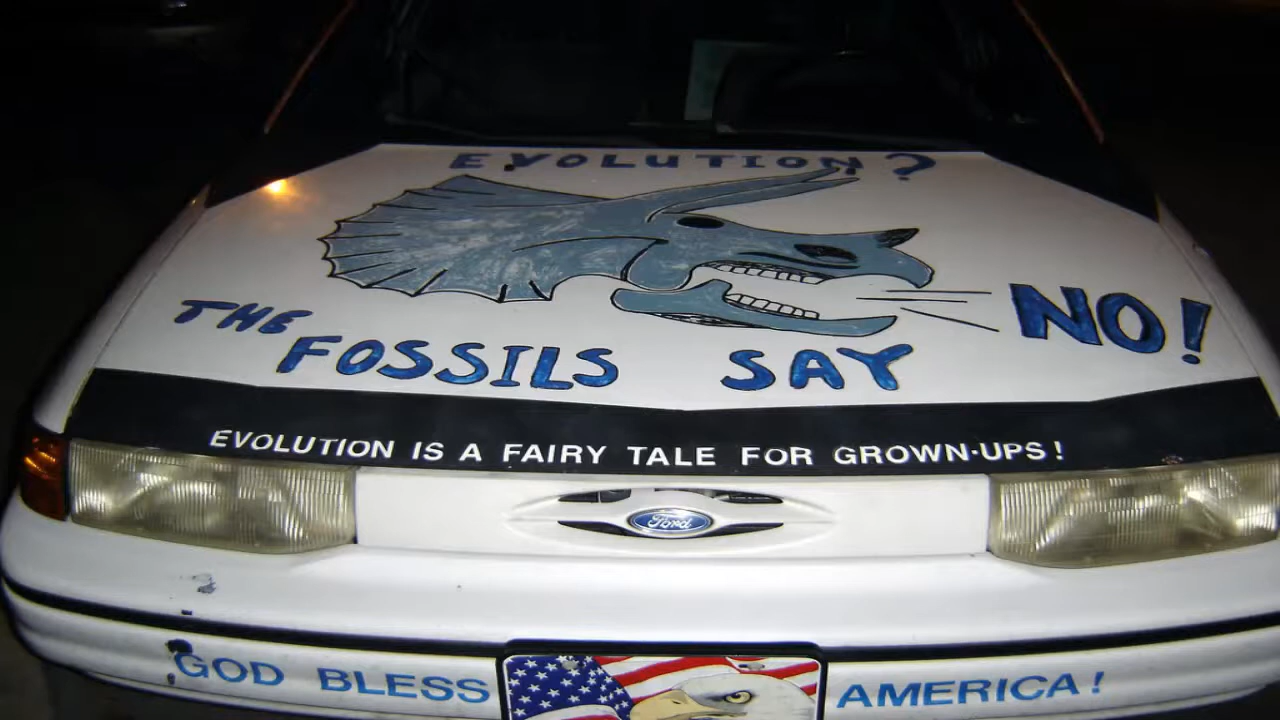 EVOLUTION?
NO!
THE
FOSSILS SAY
EVOLUTION IS A FAIRY TALE FOR GROWN-UPS!
Ford
GOD BLESS AMERICA!